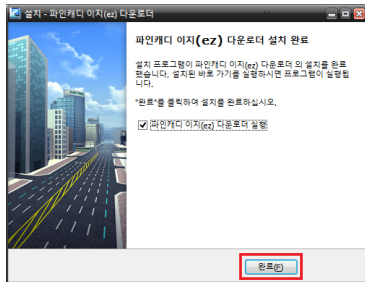 설치 - 파인캐디 이지(ez) 다운로더
파인캐디 이지(ez) 다운로더 설치 완료
설치 프로그램이 파인캐디 이지(ez) 다운로더 의 설치를 완료
했습니다. 설치된 바로 가기를 실행하시면 프로그램이 실행됩
니다.
"완료"를 클릭하여 설치를 완료하십시오.
파인캐디 이지(ez) 다운로더 실행
완료(F)